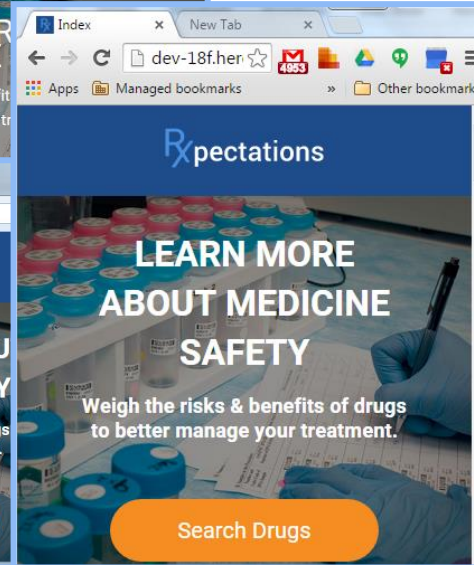 Index
New Tab
dev-18f.her
4953
Apps
Managed bookmarks
»
Other bookmark
Rxpectations
LEARN MORE
ABOUT MEDICINE
SAFETY
Weigh the risks & benefits of drugs
to better manage your treatment.
Search Drugs